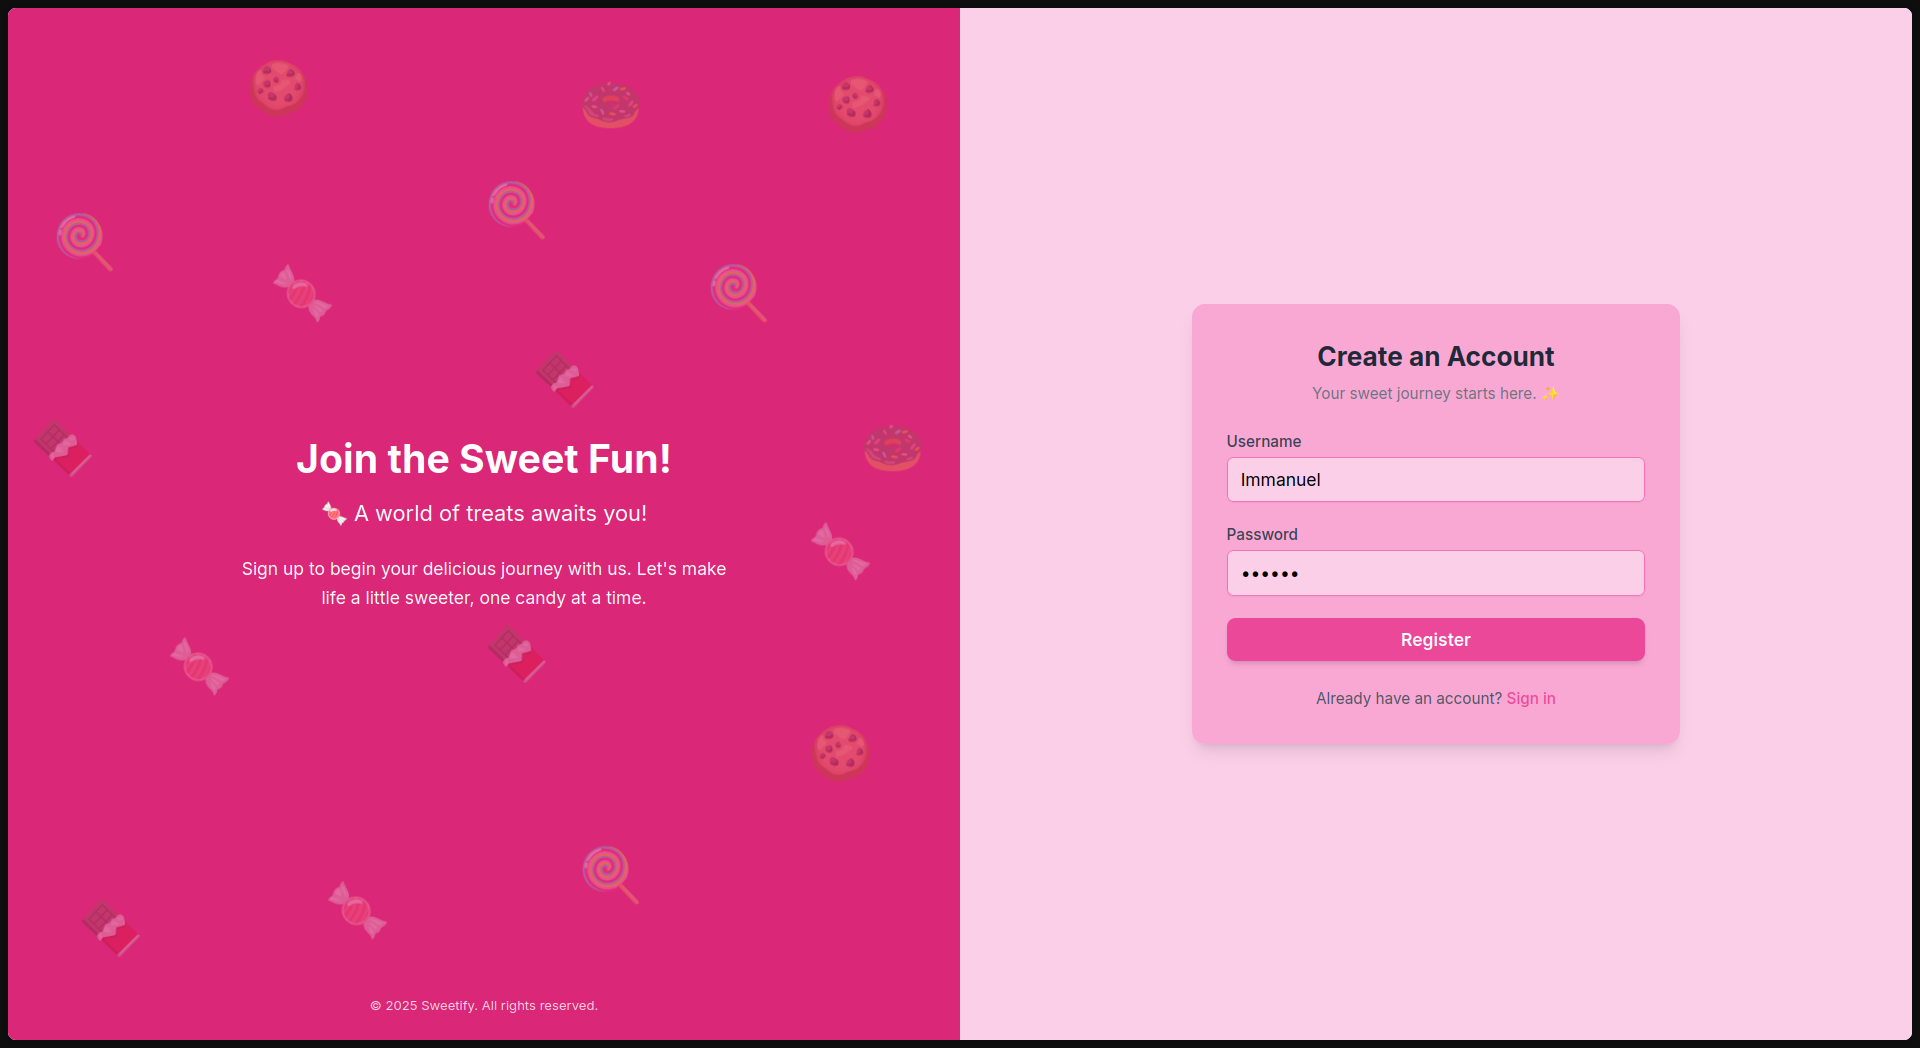 Join the Sweet Fun!
🍬 A world of treats awaits you!
Sign up to begin your delicious journey with us. Let's make
life a little sweeter, one candy at a time.
© 2025 Sweetify. All rights reserved.
Create an Account
Your sweet journey starts here. ✨
Username
Immanuel
Password
••••••
Register
Already have an account? Sign in